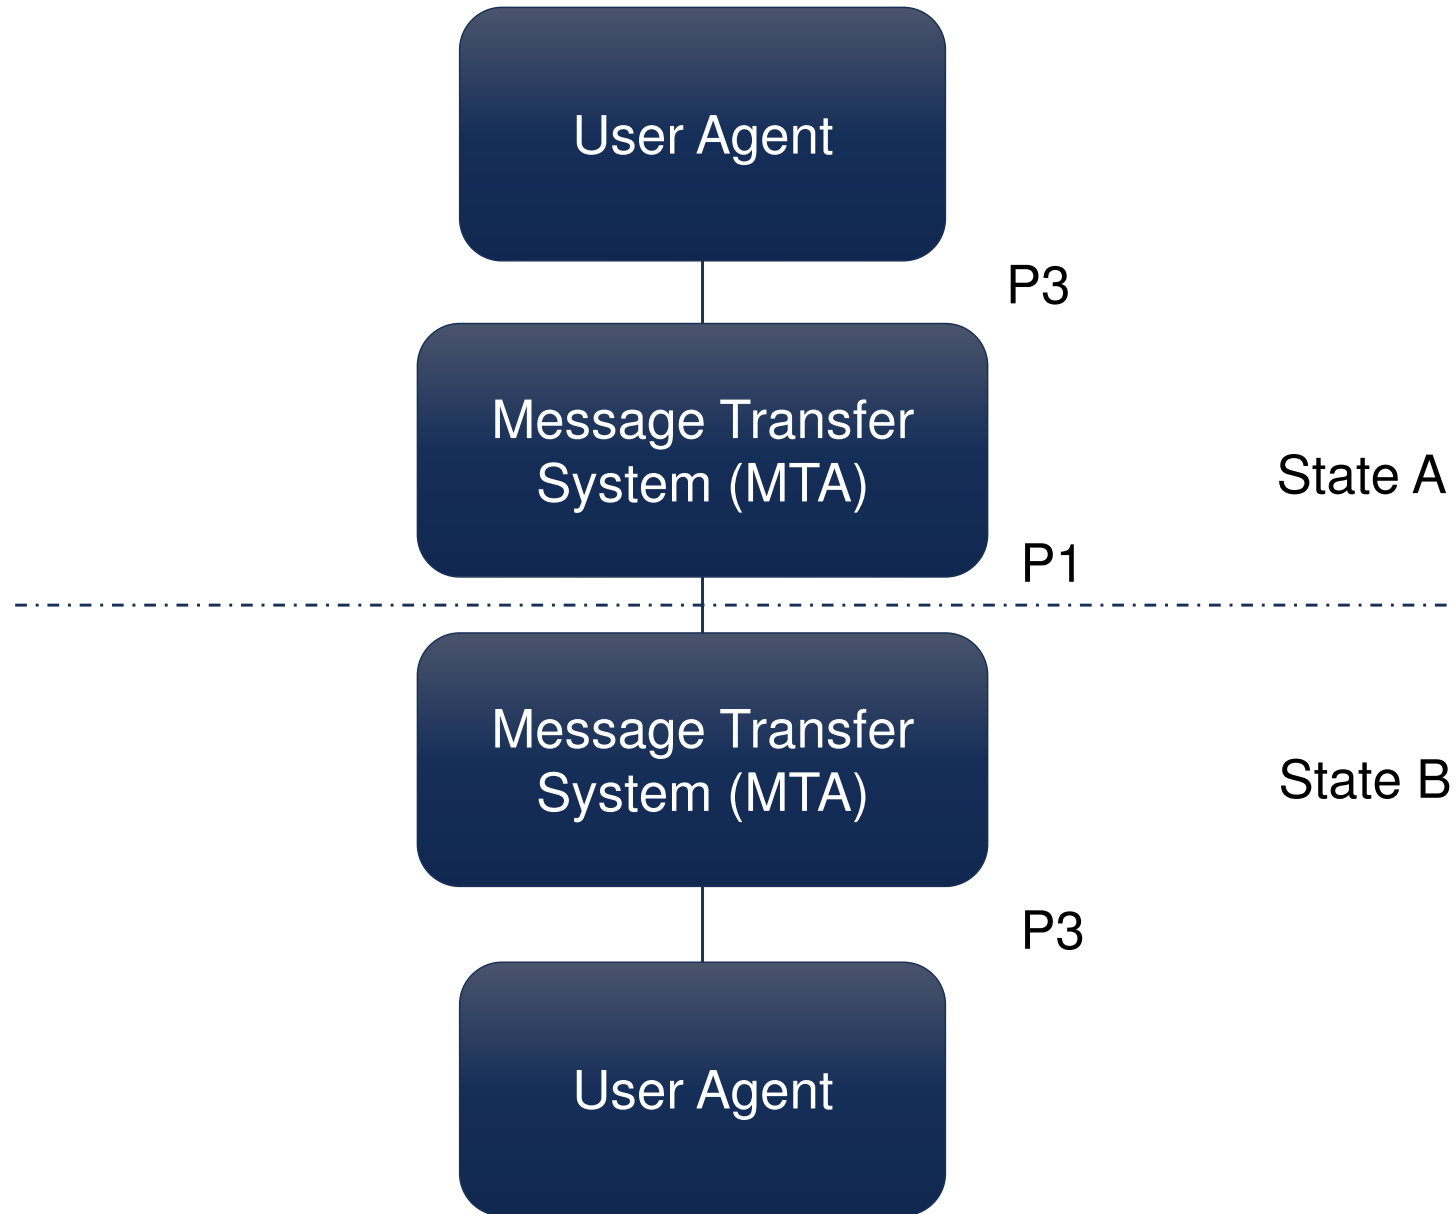 User Agent
P3
Message Transfer
System (MTA)
State A
P1
Message Transfer
System (MTA)
State B
P3
User Agent